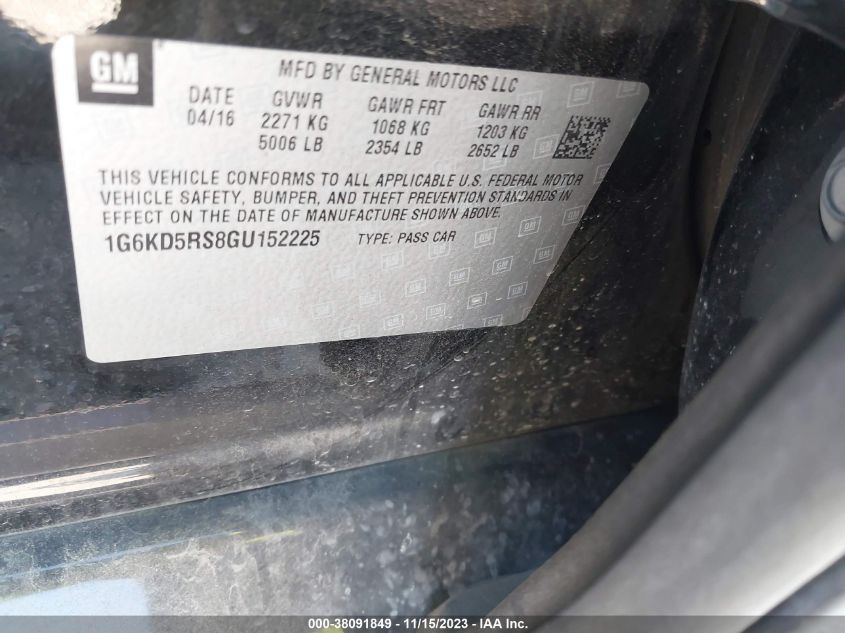 GM
MFD BY GENERAL MOTORS LLC
DATE GVWR GAWR FRT GAWR RR
04/16 2271 KG 1068 KG 1203 KG
5006 LB 2354 LB 2652 LB
THIS VEHICLE CONFORMS TO ALL APPLICABLE U.S. FEDERAL MOTOR
VEHICLE SAFETY, BUMPER, AND THEFT PREVENTION STANDARDS IN
EFFECT ON THE DATE OF MANUFACTURE SHOWN ABOVE.
1G6KD5RS8GU152225 TYPE: PASS CAR
000-38091849 - 11/15/2023 - IAAI.COM